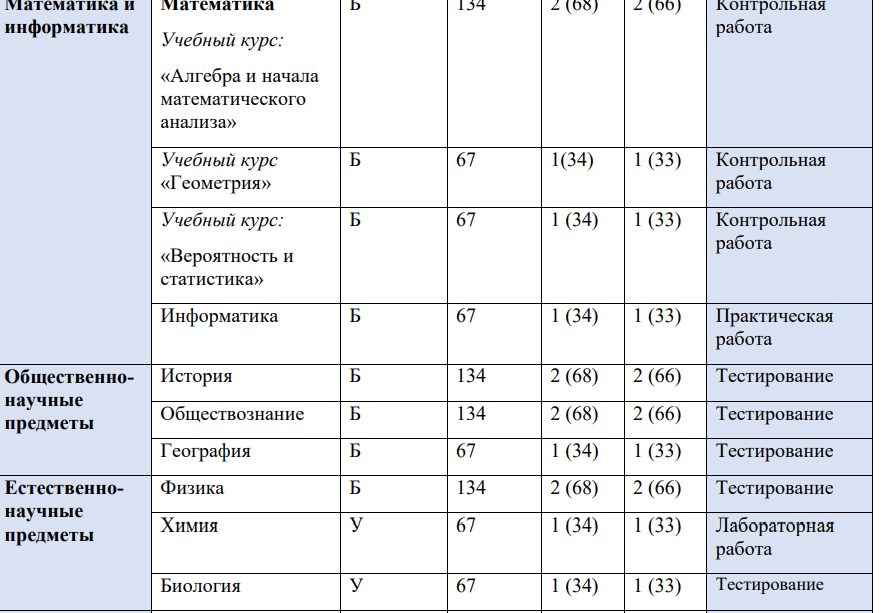 Математика и Математика Б 134 2 (68) 2 (66) Контрольная
информатика работа
Учебный курс:
«Алгебра и начала
математического
анализа»
Учебный курс Б 67 1(34) 1 (33) Контрольная
«Геометрия» работа
Учебный курс: Б 67 1 (34) 1 (33) Контрольная
работа
«Вероятность и
статистика»
Информатика Б 67 1 (34) 1 (33) Практическая
работа
Общественно- История Б 134 2 (68) 2 (66) Тестирование
научные
предметы Обществознание Б 134 2 (68) 2 (66) Тестирование
География Б 67 1 (34) 1 (33) Тестирование
Естественно- Физика Б 134 2 (68) 2 (66) Тестирование
научные
предметы Химия У 67 1 (34) 1 (33) Лабораторная
работа
Биология У 67 1 (34) 1 (33) Тестирование